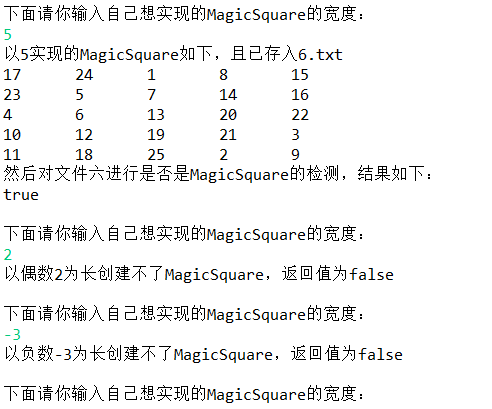 下面请你输入自己想实现的MagicSquare的宽度：
5
以5实现的MagicSquare如下，且已存入6.txt
17 24 1 8 15
23 5 7 14 16
4 6 13 20 22
10 12 19 21 3
11 18 25 2 9
然后对文件六进行是否是MagicSquare的检测，结果如下：
true
下面请你输入自己想实现的MagicSquare的宽度：
2
以偶数2为长创建不了MagicSquare，返回值为false
下面请你输入自己想实现的MagicSquare的宽度：
-3
以负数-3为长创建不了MagicSquare，返回值为false
下面请你输入自己想实现的MagicSquare的宽度：